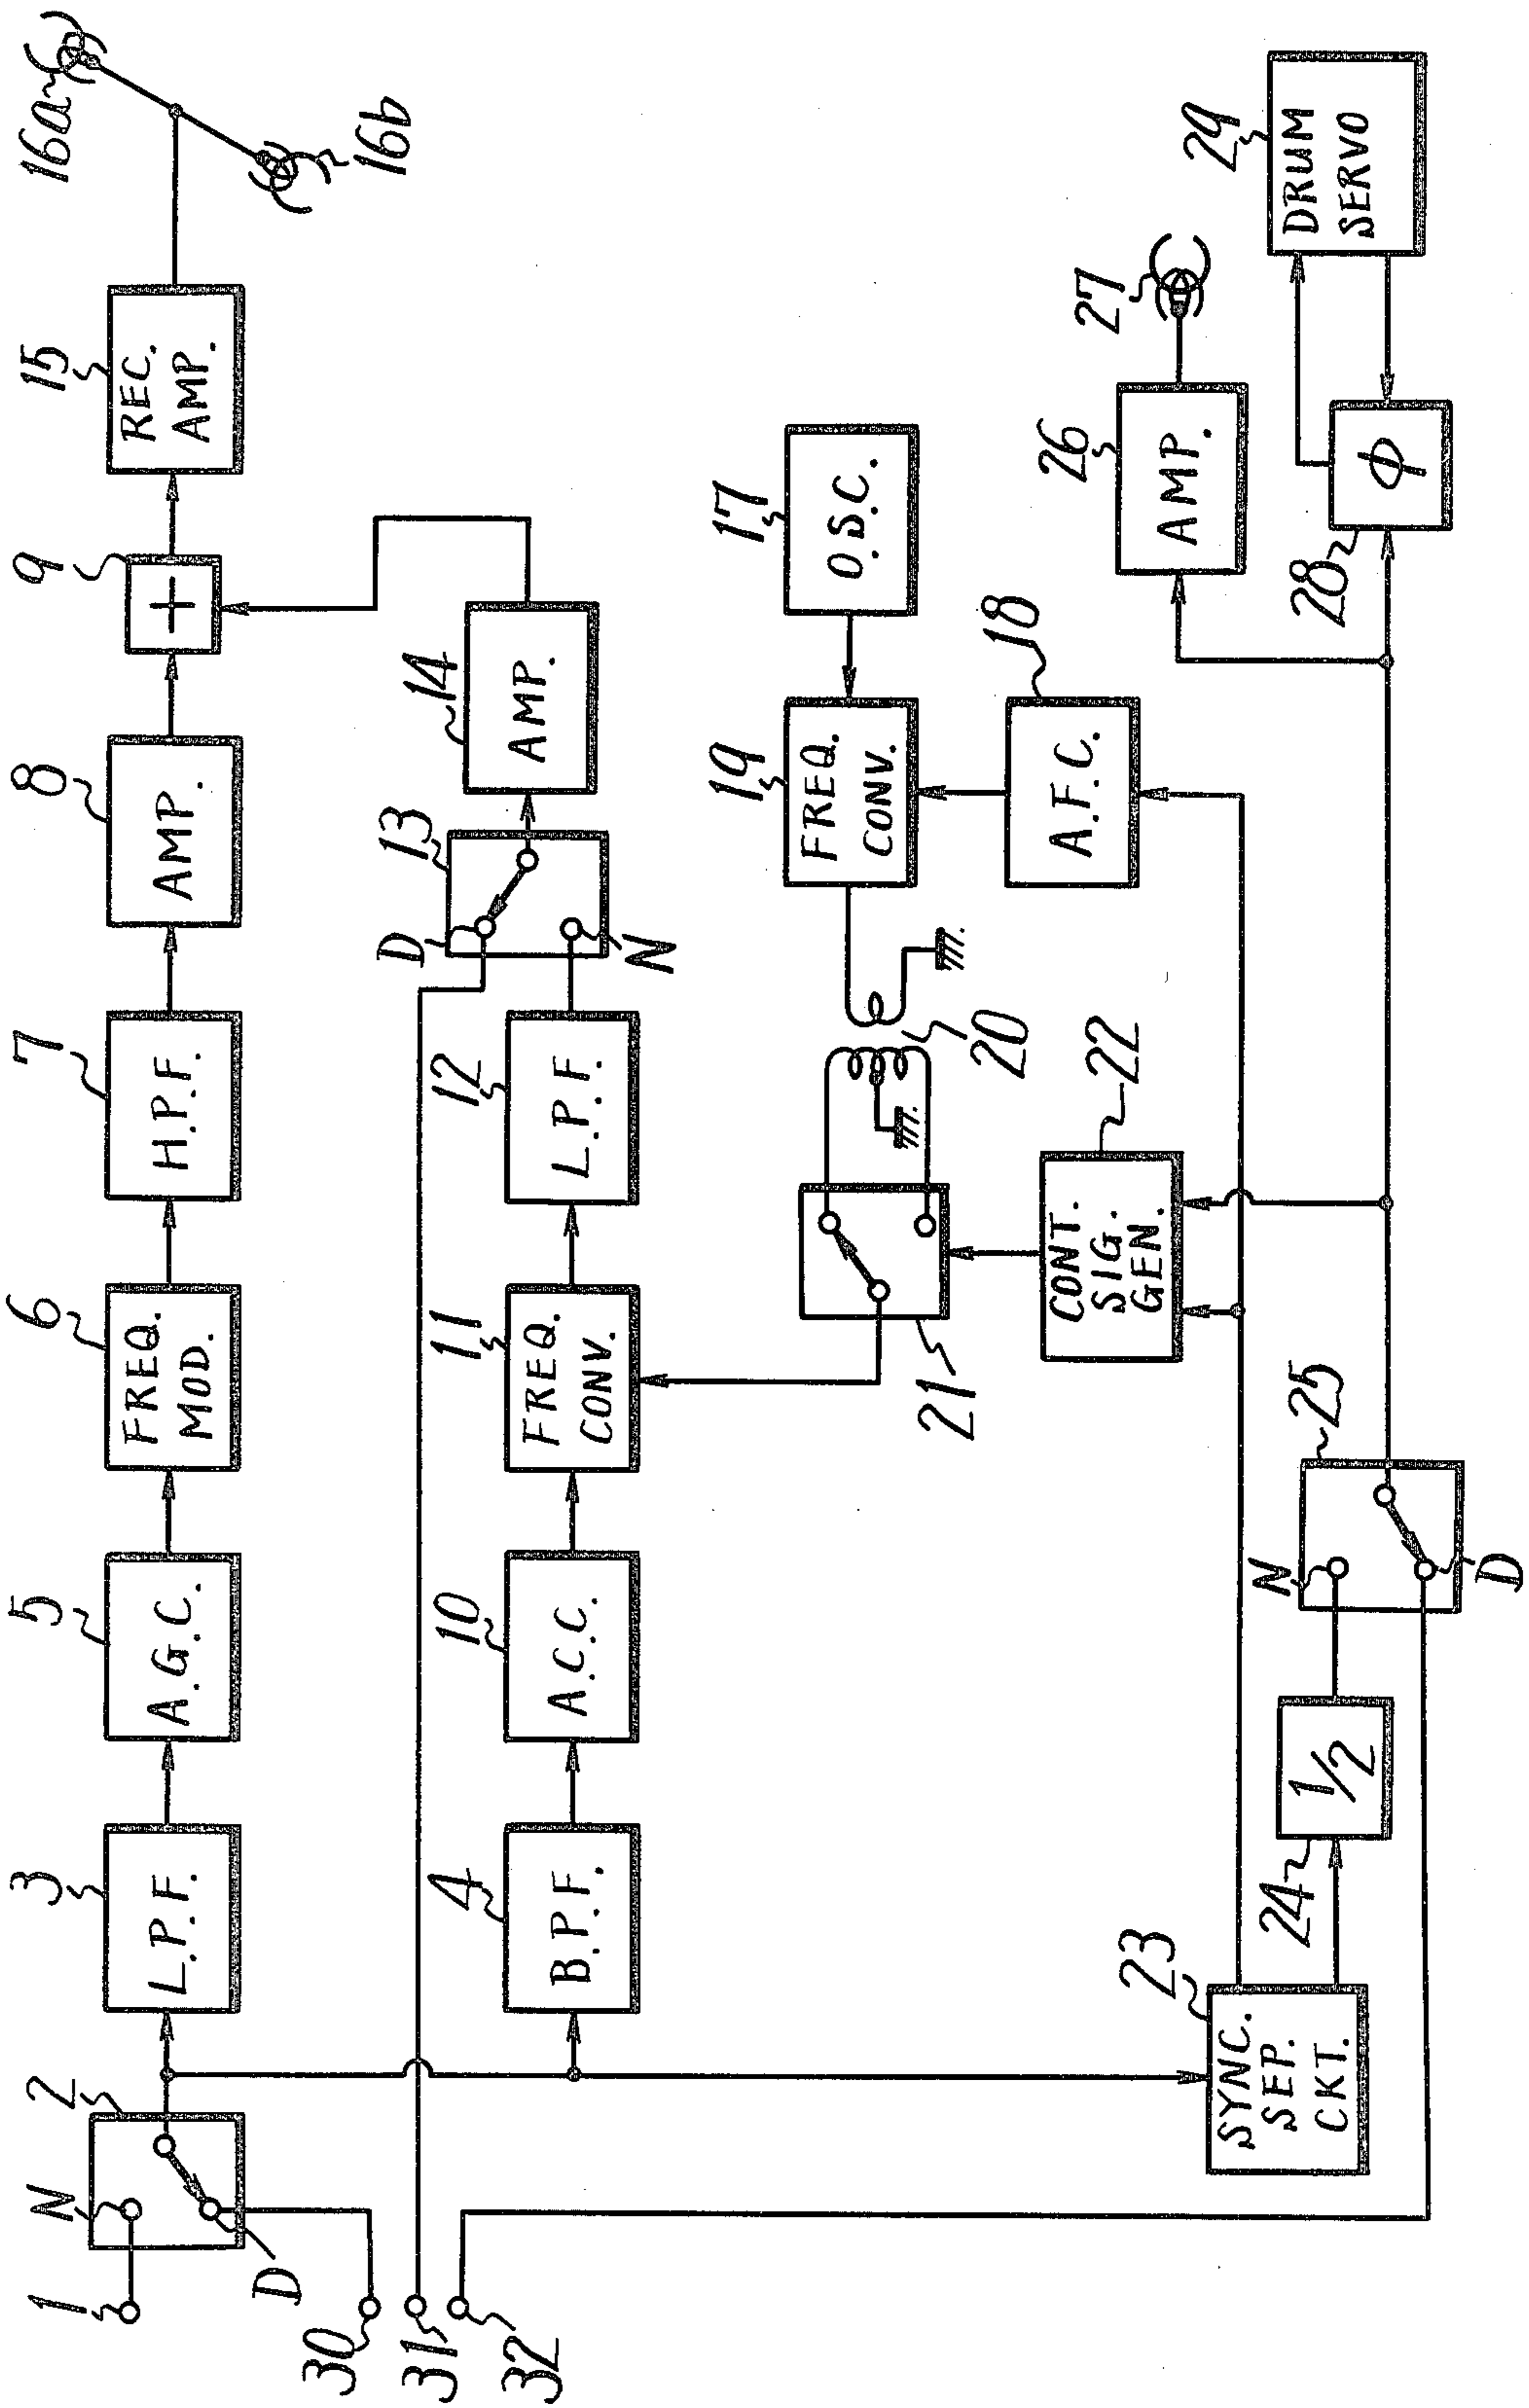 1
N
2
D
30
31
32
3
L.P.F.
5
A.G.C.
6
FREQ.
MOD.
7
H.P.F.
8
AMP.
9
+
15
REC.
AMP.
16a
16b
4
B.P.F.
10
A.C.C.
11
FREQ.
CONV.
12
L.P.F.
13
D
N
14
AMP.
17
O.S.C.
19
FREQ.
CONV.
18
A.F.C.
20
21
22
CONT.
SIG.
GEN.
23
SYNC.
SEP.
CKT.
24
1/2
25
N
D
26
AMP.
27
28
ϕ
29
DRUM
SERVO